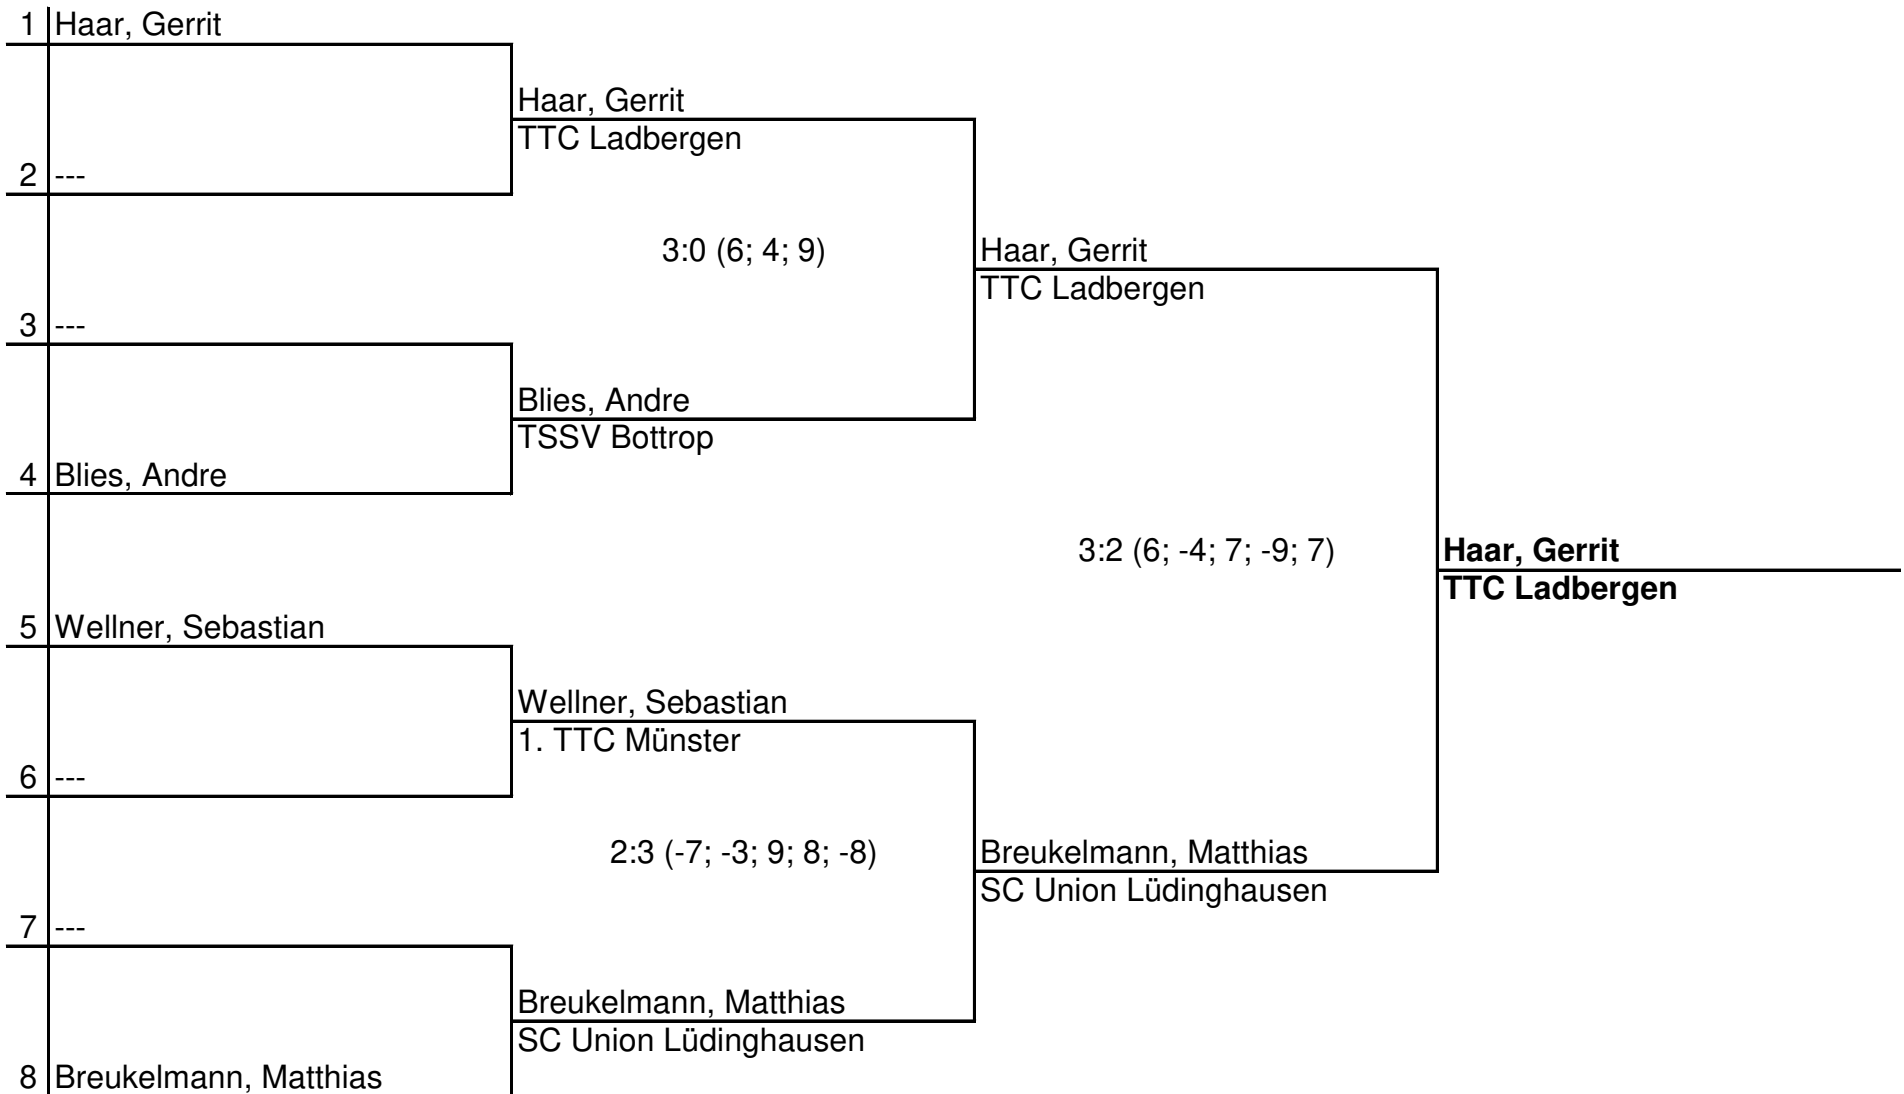 1 Haar, Gerrit
Haar, Gerrit
TTC Ladbergen
2 ---
3:0 (6; 4; 9)
Haar, Gerrit
TTC Ladbergen
3 ---
Blies, Andre
TSSV Bottrop
4 Blies, Andre
3:2 (6; -4; 7; -9; 7)
Haar, Gerrit
TTC Ladbergen
5 Wellner, Sebastian
Wellner, Sebastian
1. TTC Münster
6 ---
2:3 (-7; -3; 9; 8; -8)
Breukelmann, Matthias
SC Union Lüdinghausen
7 ---
Breukelmann, Matthias
SC Union Lüdinghausen
8 Breukelmann, Matthias